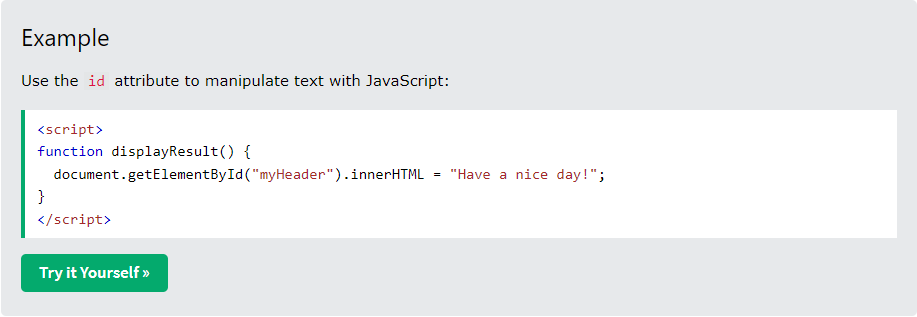 Example
Use the id attribute to manipulate text with JavaScript:
<script>
function displayResult() {
  document.getElementById("myHeader").innerHTML = "Have a nice day!";
}
</script>
Try it Yourself »